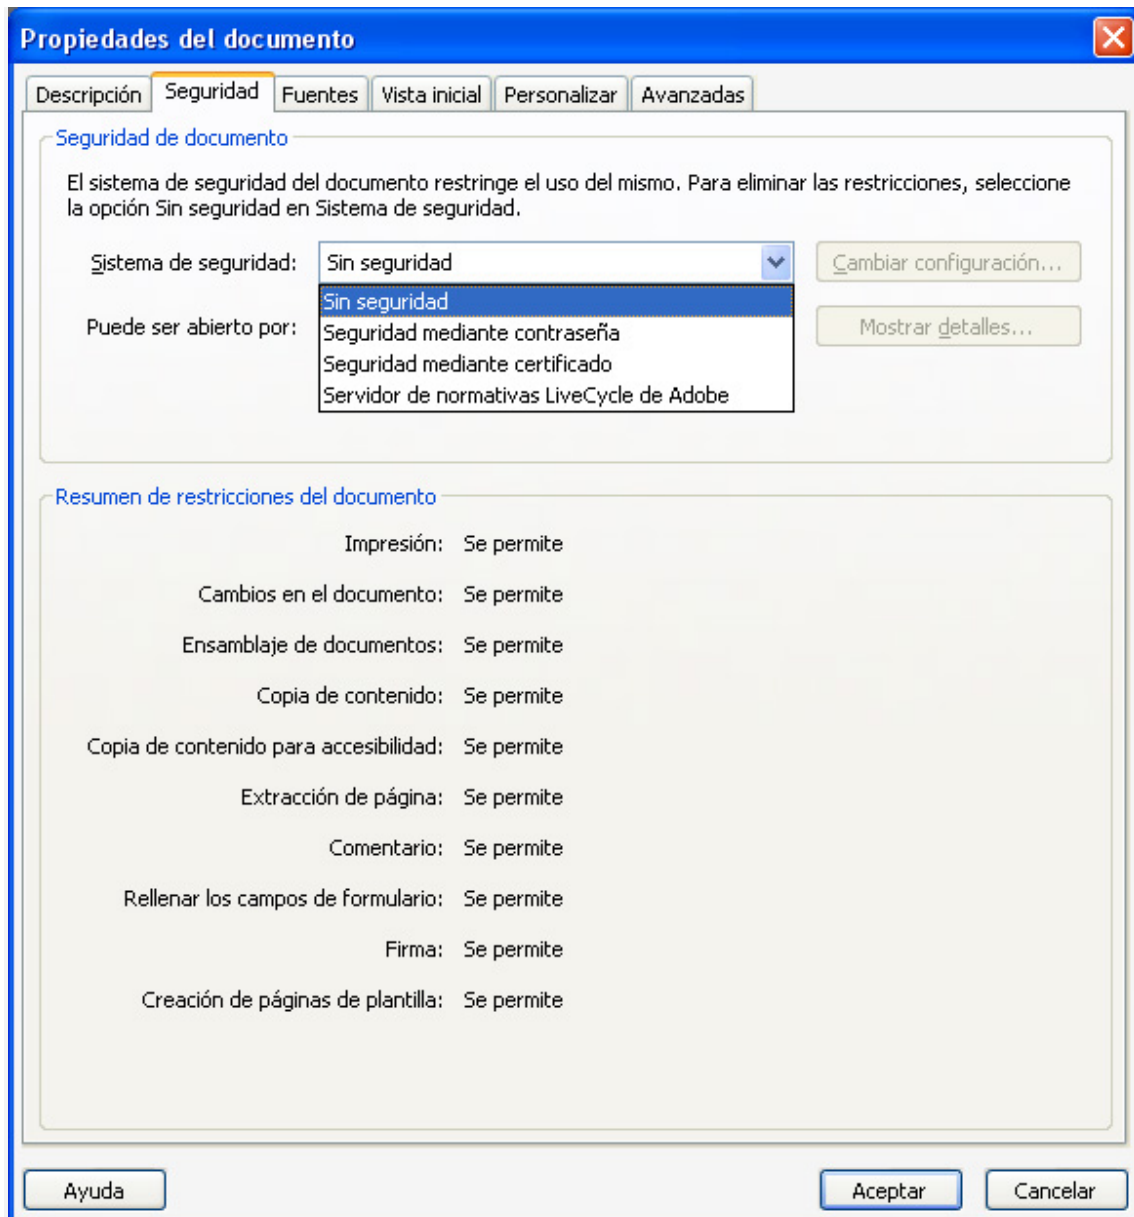 Propiedades del documento
Descripción Seguridad Fuentes Vista inicial Personalizar Avanzadas
Seguridad de documento
El sistema de seguridad del documento restringe el uso del mismo. Para eliminar las restricciones, seleccione
la opción Sin seguridad en Sistema de seguridad.
Sistema de seguridad: Sin seguridad Cambiar configuración...
Sin seguridad
Puede ser abierto por: Seguridad mediante contraseña Mostrar detalles...
Seguridad mediante certificado
Servidor de normativas LiveCycle de Adobe
Resumen de restricciones del documento
Impresión: Se permite
Cambios en el documento: Se permite
Ensamblaje de documentos: Se permite
Copia de contenido: Se permite
Copia de contenido para accesibilidad: Se permite
Extracción de página: Se permite
Comentario: Se permite
Rellenar los campos de formulario: Se permite
Firma: Se permite
Creación de páginas de plantilla: Se permite
Ayuda Aceptar Cancelar